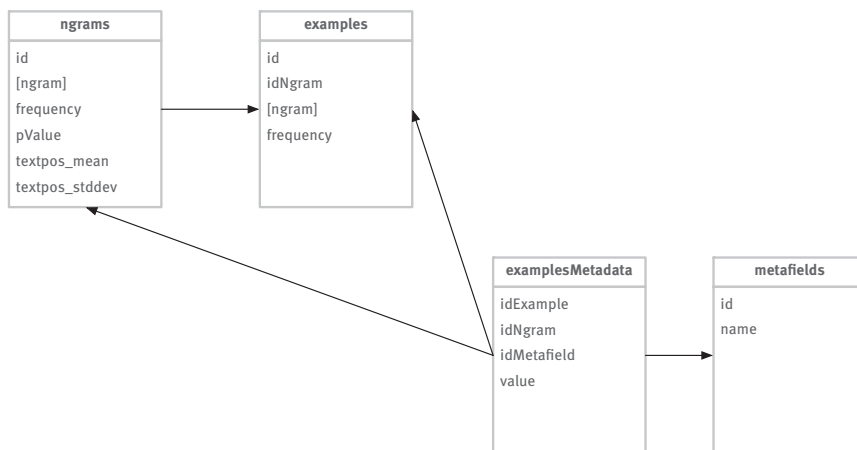 ngrams
id
[ngram]
frequency
pValue
textpos_mean
textpos_stddev
examples
id
idNgram
[ngram]
frequency
examplesMetadata
idExample
idNgram
idMetafield
value
metafields
id
name